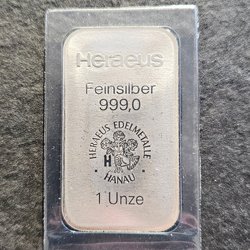 Heraeus
Feinsilber
999,0
HERAEUS EDELMETALLE
H
· HANAU ·
1 Unze